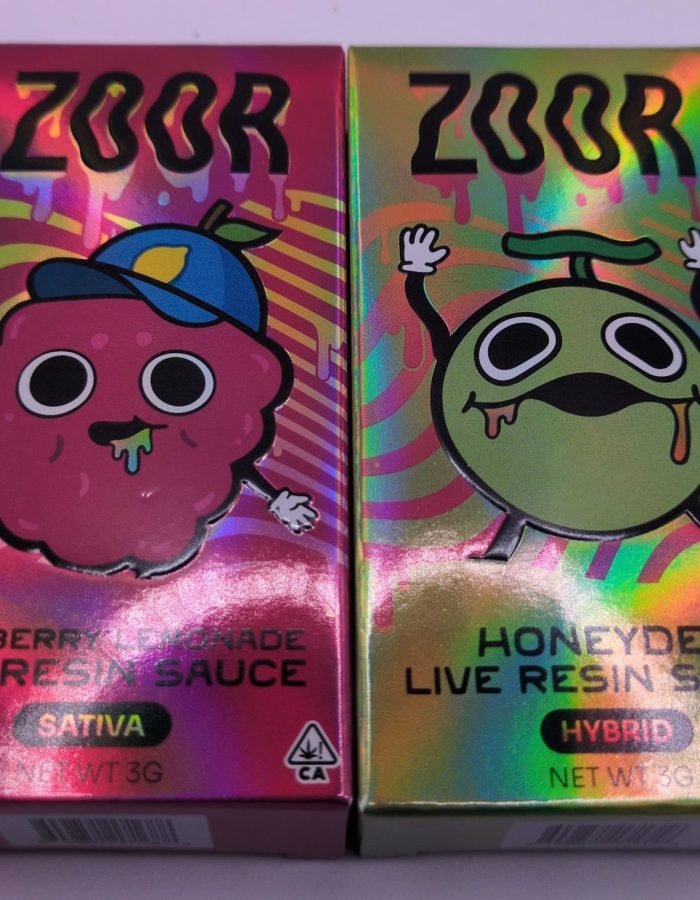 ZOOR
BERRY LEMONADE
RESIN SAUCE
SATIVA
NET WT 3G
CA
ZOOR
HONEYDE
LIVE RESIN S
HYBRID
NET WT 3G